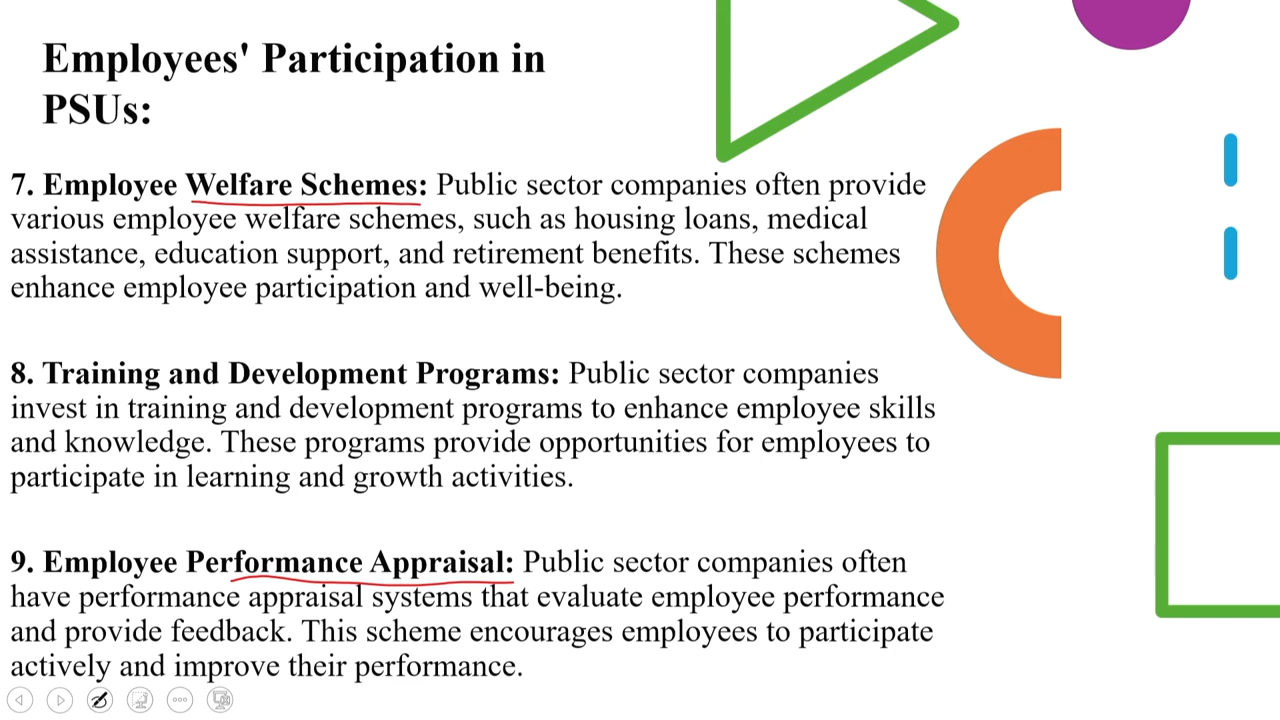 Employees' Participation in
PSUs:
7. Employee Welfare Schemes: Public sector companies often provide
various employee welfare schemes, such as housing loans, medical
assistance, education support, and retirement benefits. These schemes
enhance employee participation and well-being.
8. Training and Development Programs: Public sector companies
invest in training and development programs to enhance employee skills
and knowledge. These programs provide opportunities for employees to
participate in learning and growth activities.
9. Employee Performance Appraisal: Public sector companies often
have performance appraisal systems that evaluate employee performance
and provide feedback. This scheme encourages employees to participate
actively and improve their performance.